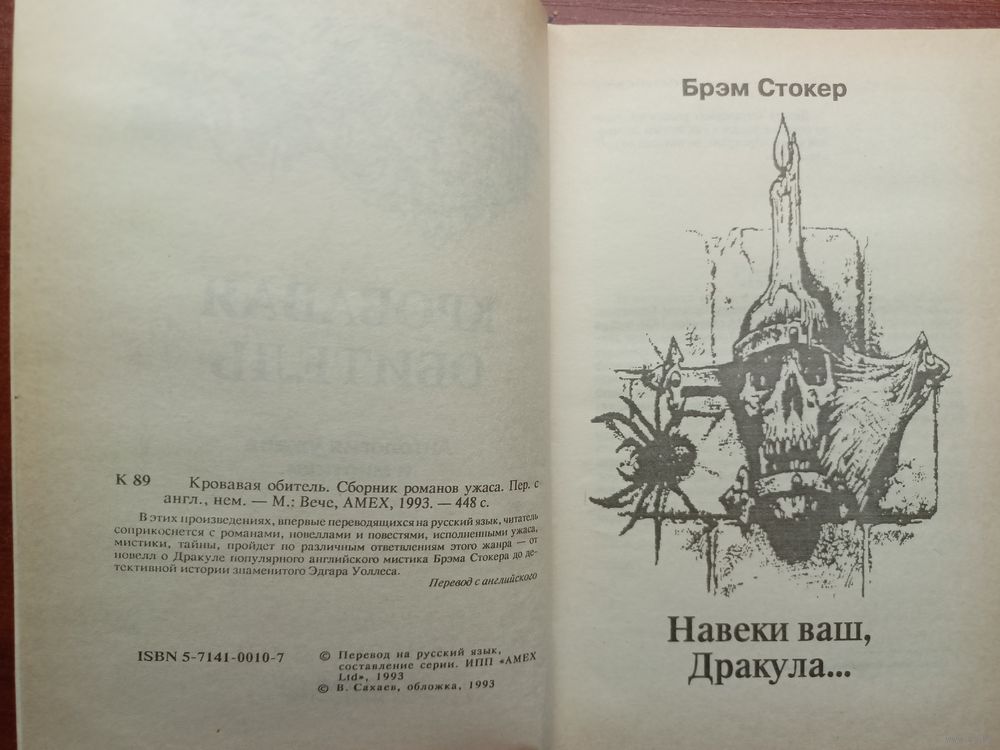 К 89 Кровавая обитель. Сборник романов ужаса. Пер. с
англ., нем. — М.: Вече, АМЕХ, 1993. — 448 с.
В этих произведениях, впервые переводящихся на русский язык, читатель
соприкоснется с романами, новеллами и повестями, исполненными ужаса,
мистики, тайны, пройдет по различным ответвлениям этого жанра — от
новелл о Дракуле популярного английского мистика Брэма Стокера до де-
тективной истории знаменитого Эдгара Уоллеса.
Перевод с английского
ISBN 5-7141-0010-7
© Перевод на русский язык,
составление серии. ИПП «АМЕХ
Ltd», 1993
© В. Сахаев, обложка, 1993
Брэм Стокер
Навеки ваш,
Дракула...